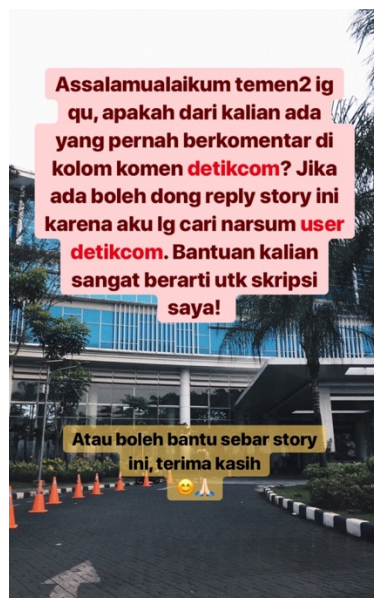 Assalamualaikum temen2 ig
qu, apakah dari kalian ada
yang pernah berkomentar di
kolom komen detikcom? Jika
ada boleh dong reply story ini
karena aku lg cari narsum user
detikcom. Bantuan kalian
sangat berarti utk skripsi
saya!
Atau boleh bantu sebar story
ini, terima kasih
😊🙏🏻